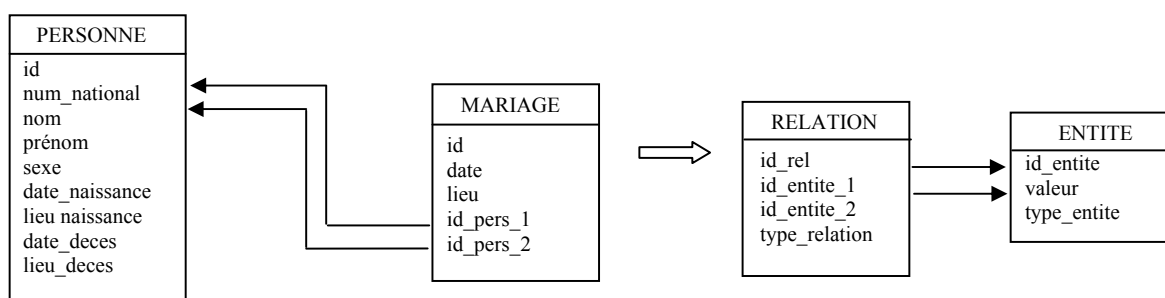 PERSONNE
id
num_national
nom
prénom
sexe
date_naissance
lieu naissance
date_deces
lieu_deces
MARIAGE
id
date
lieu
id_pers_1
id_pers_2
RELATION
id_rel
id_entite_1
id_entite_2
type_relation
ENTITE
id_entite
valeur
type_entite